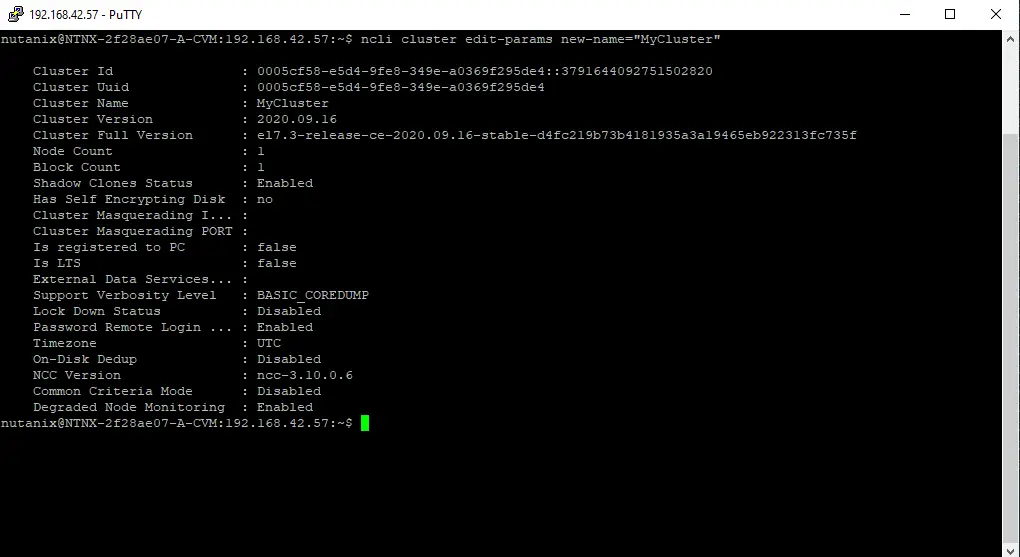 192.168.42.57 - PuTTY
nutanix@NTNX-2f28ae07-A-CVM:192.168.42.57:~$ ncli cluster edit-params new-name="MyCluster"
Cluster Id : 0005cf58-e5d4-9fe8-349e-a0369f295de4::3791644092751502820
Cluster Uuid : 0005cf58-e5d4-9fe8-349e-a0369f295de4
Cluster Name : MyCluster
Cluster Version : 2020.09.16
Cluster Full Version : el7.3-release-ce-2020.09.16-stable-d4fc219b73b4181935a3a19465eb922313fc735f
Node Count : 1
Block Count : 1
Shadow Clones Status : Enabled
Has Self Encrypting Disk : no
Cluster Masquerading I... :
Cluster Masquerading PORT :
Is registered to PC : false
Is LTS : false
External Data Services... :
Support Verbosity Level : BASIC_COREDUMP
Lock Down Status : Disabled
Password Remote Login ... : Enabled
Timezone : UTC
On-Disk Dedup : Disabled
NCC Version : ncc-3.10.0.6
Common Criteria Mode : Disabled
Degraded Node Monitoring : Enabled
nutanix@NTNX-2f28ae07-A-CVM:192.168.42.57:~$